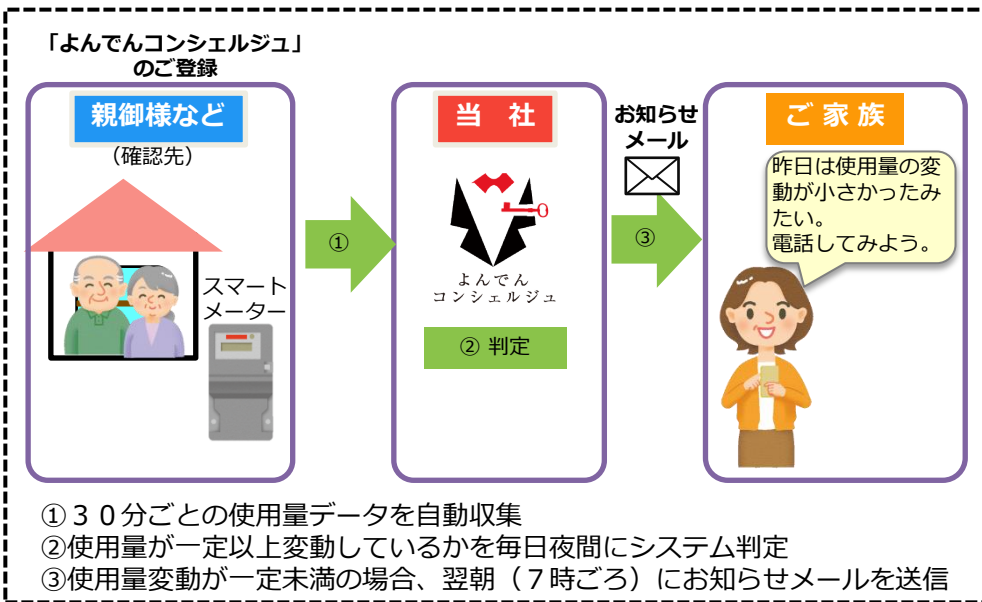 「よんでんコンシェルジュ」
のご登録
親御様など
（確認先）
スマート
メーター
①
当　社
よんでん
コンシェルジュ
② 判定
お知らせ
メール
③
ご 家 族
昨日は使用量の変
動が小さかったみ
たい。
電話してみよう。
①３０分ごとの使用量データを自動収集
②使用量が一定以上変動しているかを毎日夜間にシステム判定
③使用量変動が一定未満の場合、翌朝（７時ごろ）にお知らせメールを送信